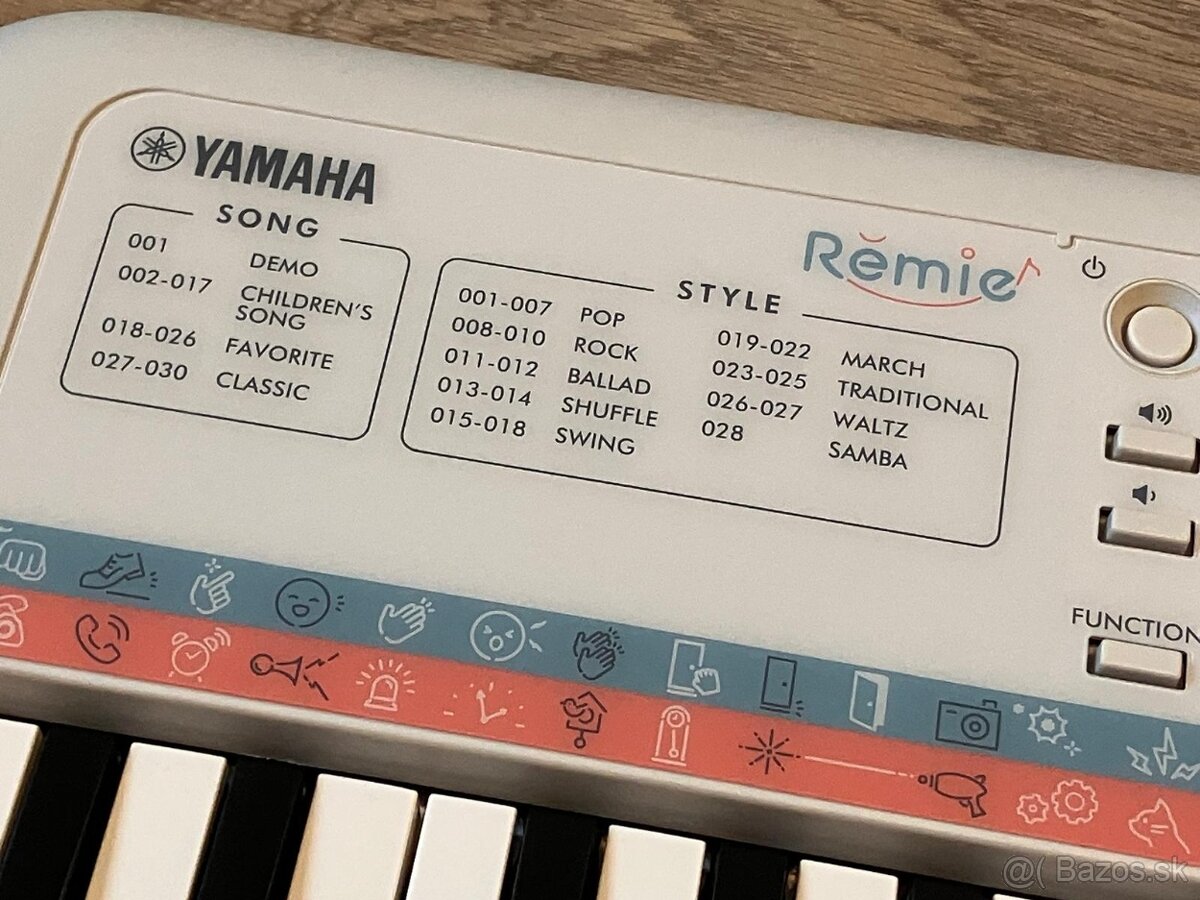 YAMAHA
SONG
001 DEMO
002-017 CHILDREN'S
SONG
018-026 FAVORITE
027-030 CLASSIC
Remie
STYLE
001-007 POP
008-010 ROCK
011-012 BALLAD
013-014 SHUFFLE
015-018 SWING
019-022 MARCH
023-025 TRADITIONAL
026-027 WALTZ
028 SAMBA
FUNCTION
@( Bazos.sk